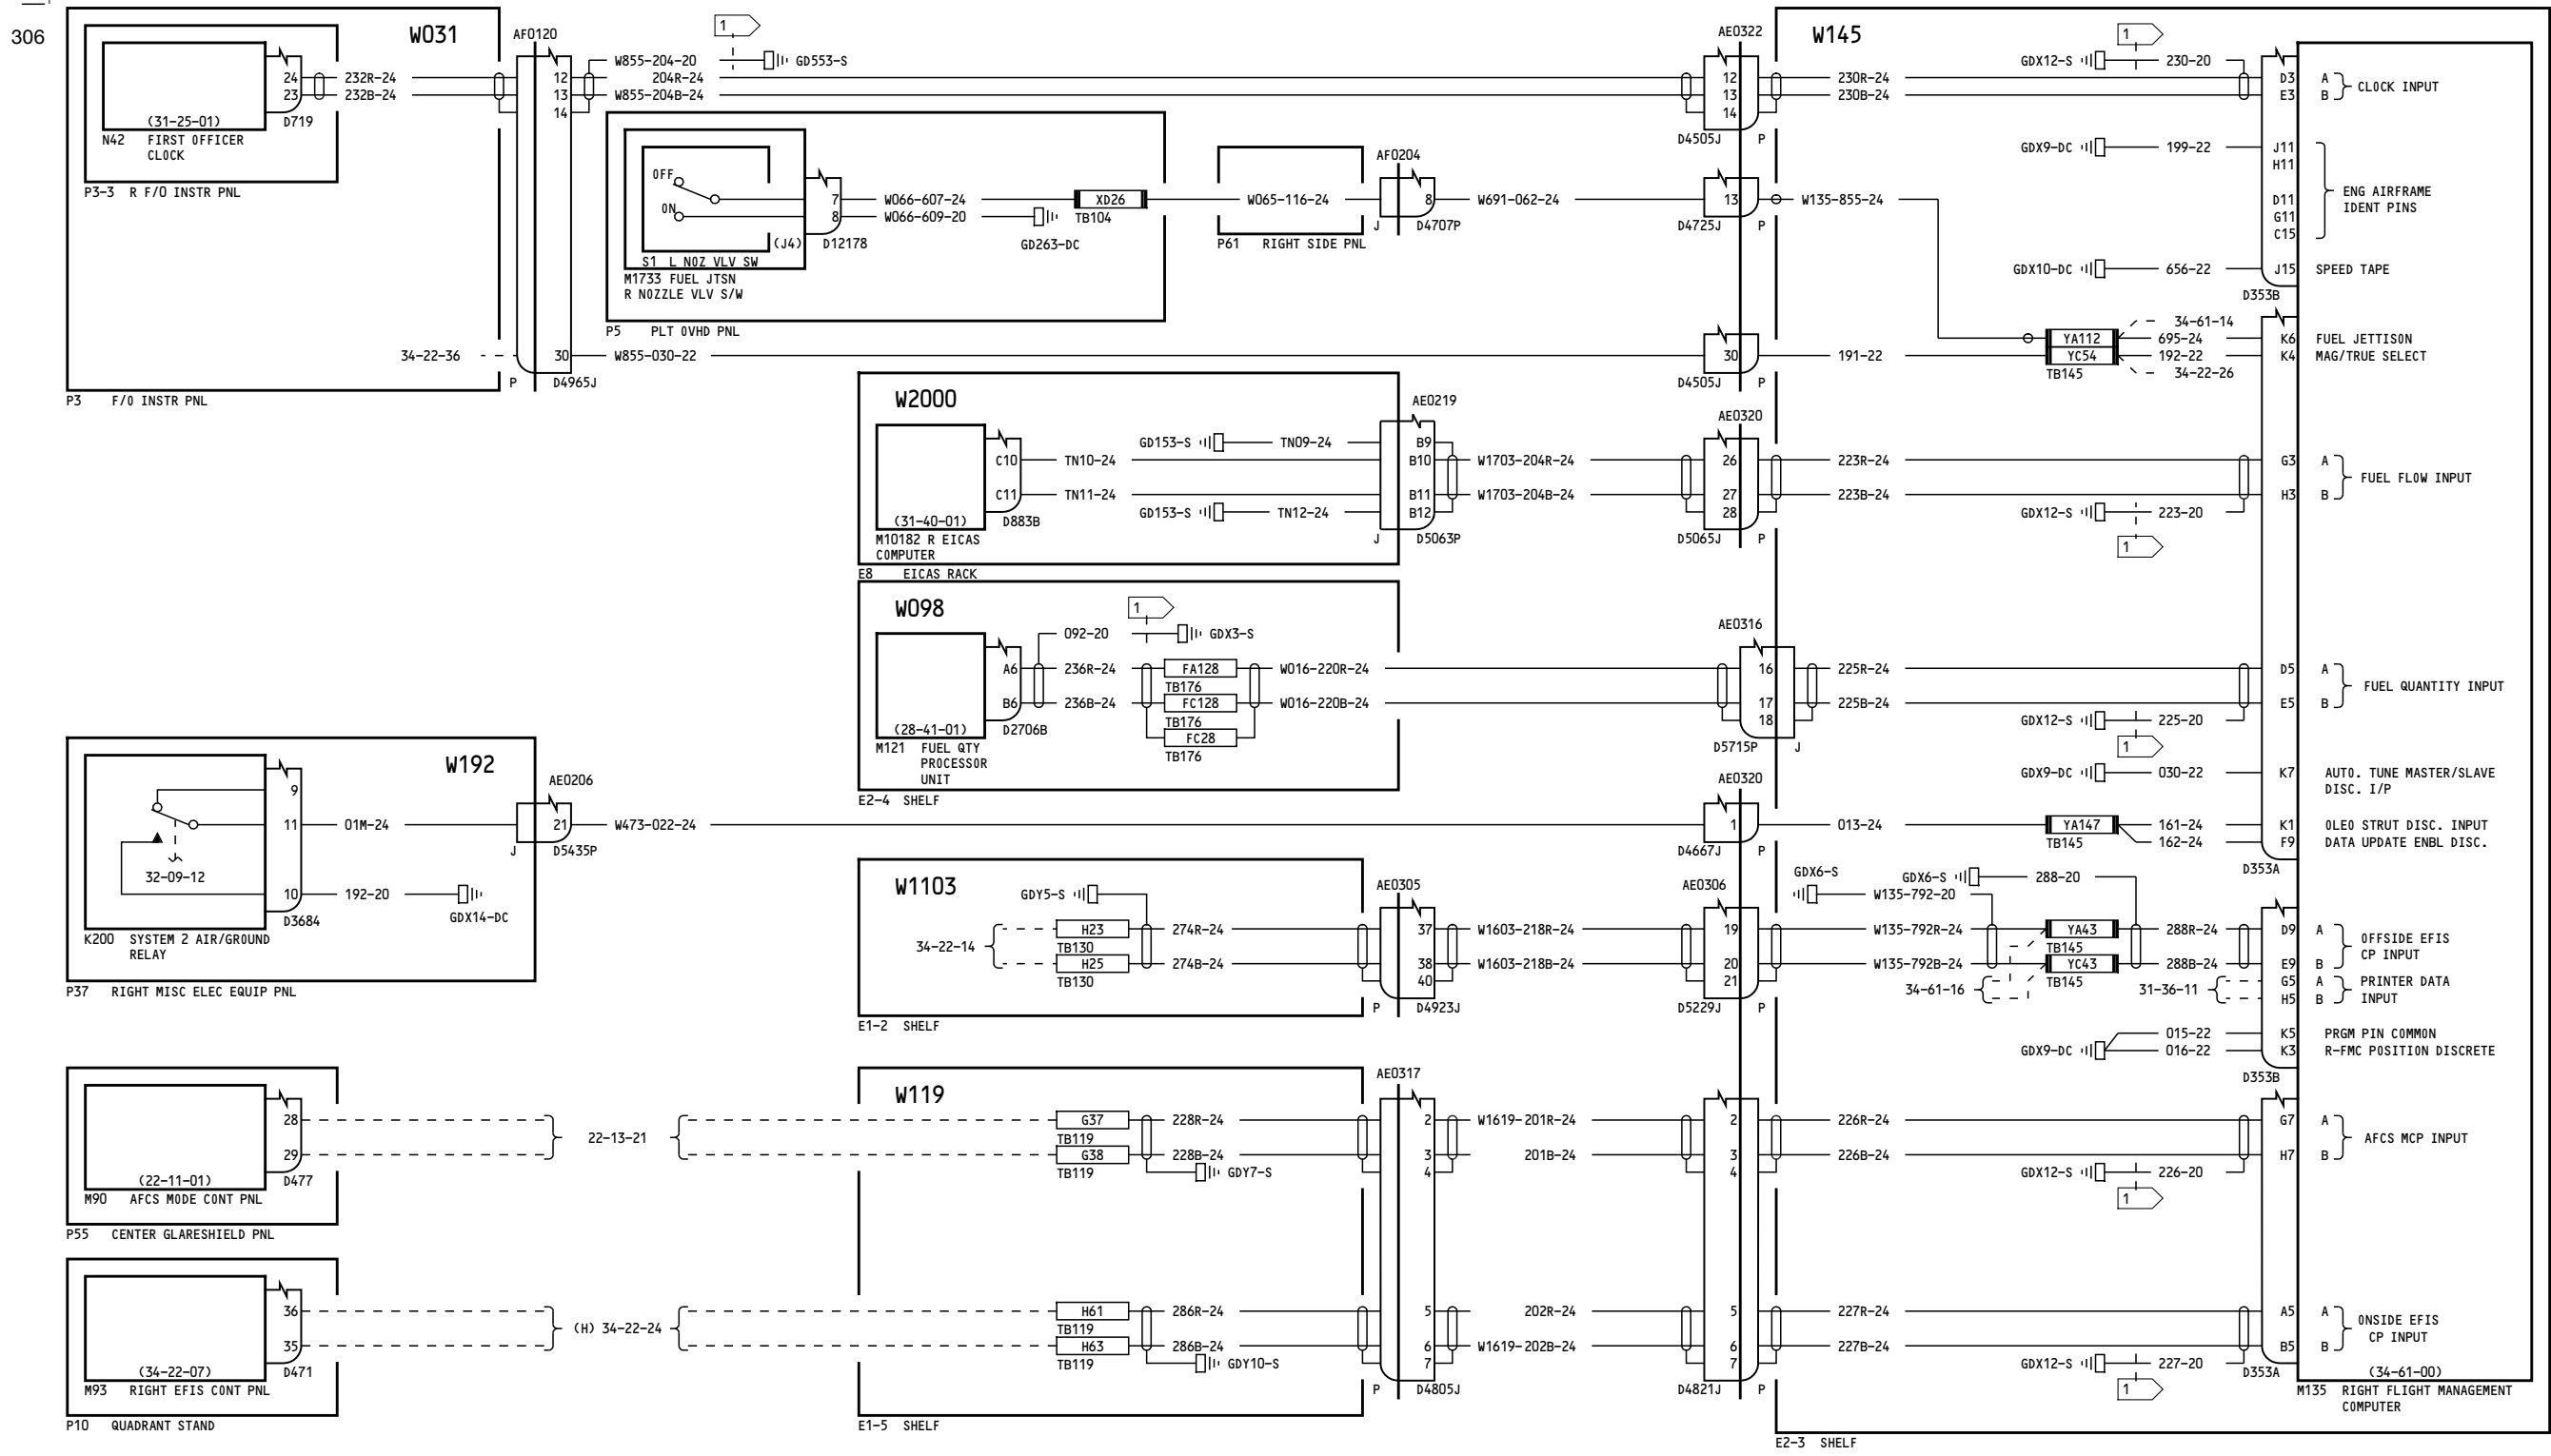 306
W031
24
23
232R-24
232B-24
(31-25-01)
D719
N42 FIRST OFFICER
CLOCK
P3-3 R F/O INSTR PNL
34-22-36
P3 F/O INSTR PNL
AF0120
12
13
14
30
P
D4965J
1
W855-204-20
GD553-S
204R-24
W855-204B-24
OFF
ON
(J4)
S1 L NOZ VLV SW
M1733 FUEL JTSN
R NOZZLE VLV S/W
7
8
D12178
W066-607-24
W066-609-20
GD263-DC
XD26
TB104
P5 PLT OVHD PNL
W065-116-24
P61 RIGHT SIDE PNL
AF0204
8
J
D4707P
W691-062-24
W855-030-22
AE0322
12
13
14
D4505J
P
13
D4725J
P
30
D4505J
P
W145
1
GDX12-S
230-20
230R-24
230B-24
D3 A
E3 B
CLOCK INPUT
GDX9-DC
199-22
J11
H11
D11
G11
C15
ENG AIRFRAME
IDENT PINS
W135-855-24
GDX10-DC
656-22
J15 SPEED TAPE
D353B
34-61-14
YA112
695-24
K6 FUEL JETTISON
191-22
YC54
192-22
K4 MAG/TRUE SELECT
TB145
34-22-26
W2000
C10
C11
(31-40-01)
D883B
M10182 R EICAS
COMPUTER
E8 EICAS RACK
TN10-24
TN11-24
GD153-S
TN09-24
GD153-S
TN12-24
AE0219
B9
B10
B11
B12
J
D5063P
W1703-204R-24
W1703-204B-24
AE0320
26
27
28
D5065J
P
223R-24
223B-24
GDX12-S
223-20
1
G3 A
H3 B
FUEL FLOW INPUT
W098
1
092-20
GDX3-S
A6
B6
236R-24
236B-24
(28-41-01)
D2706B
M121 FUEL QTY
PROCESSOR
UNIT
FA128
TB176
FC128
TB176
FC28
TB176
W016-220R-24
W016-220B-24
E2-4 SHELF
AE0316
16
17
18
D5715P
J
225R-24
225B-24
GDX12-S
225-20
1
D5 A
E5 B
FUEL QUANTITY INPUT
GDX9-DC
030-22
K7 AUTO. TUNE MASTER/SLAVE
DISC. I/P
W192
9
11
10
32-09-12
D3684
K200 SYSTEM 2 AIR/GROUND
RELAY
01M-24
192-20
GDX14-DC
P37 RIGHT MISC ELEC EQUIP PNL
AE0206
21
J
D5435P
W473-022-24
AE0320
1
D4667J
P
013-24
YA147
TB145
161-24
162-24
K1 OLEO STRUT DISC. INPUT
F9 DATA UPDATE ENBL DISC.
D353A
W1103
GDY5-S
34-22-14
H23
TB130
H25
TB130
274R-24
274B-24
E1-2 SHELF
AE0305
37
38
40
P
D4923J
W1603-218R-24
W1603-218B-24
AE0306
19
20
21
D5229J
P
GDX6-S
W135-792-20
GDX6-S
288-20
W135-792R-24
W135-792B-24
YA43
TB145
YC43
TB145
288R-24
288B-24
D9 A
E9 B
OFFSIDE EFIS
CP INPUT
34-61-16
31-36-11
G5 A
H5 B
PRINTER DATA
INPUT
GDX9-DC
015-22
016-22
K5 PRGM PIN COMMON
K3 R-FMC POSITION DISCRETE
D353B
28
29
(22-11-01)
D477
M90 AFCS MODE CONT PNL
P55 CENTER GLARESHIELD PNL
22-13-21
W119
G37
TB119
G38
TB119
228R-24
228B-24
GDY7-S
AE0317
2
3
4
W1619-201R-24
201B-24
2
3
4
226R-24
226B-24
GDX12-S
226-20
1
G7 A
H7 B
AFCS MCP INPUT
36
35
(34-22-07)
D471
M93 RIGHT EFIS CONT PNL
P10 QUADRANT STAND
(H) 34-22-24
H61
TB119
H63
TB119
286R-24
286B-24
GDY10-S
E1-5 SHELF
5
6
7
P
D4805J
202R-24
W1619-202B-24
5
6
7
D4821J
P
227R-24
227B-24
GDX12-S
227-20
1
A5 A
B5 B
ONSIDE EFIS
CP INPUT
D353A
(34-61-00)
M135 RIGHT FLIGHT MANAGEMENT
COMPUTER
E2-3 SHELF